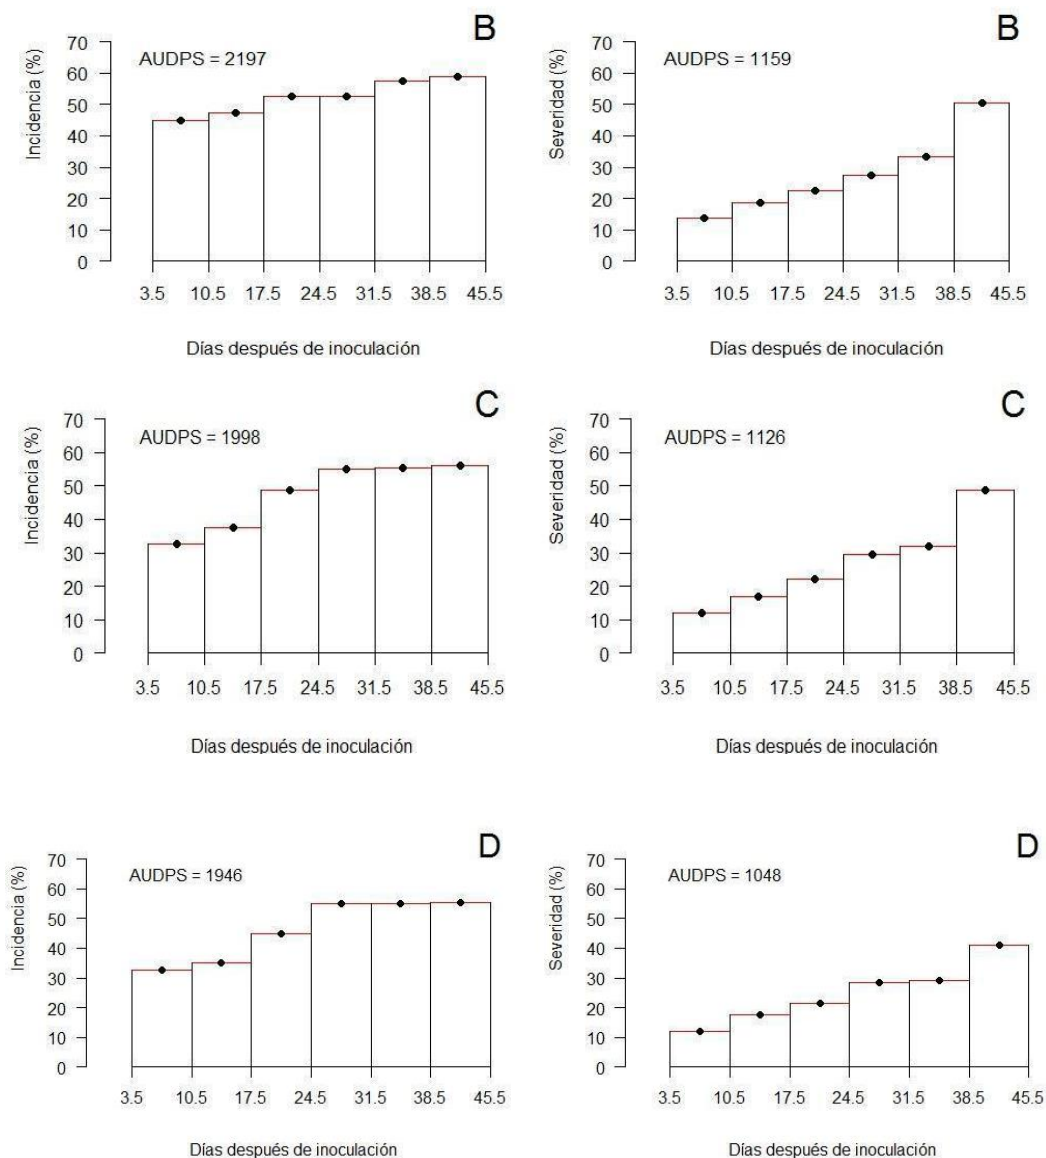 B
AUDPS = 2197
Incidencia (%)
70
60
50
40
30
20
10
0
3.5 10.5 17.5 24.5 31.5 38.5 45.5
Días después de inoculación
B
AUDPS = 1159
Severidad (%)
70
60
50
40
30
20
10
0
3.5 10.5 17.5 24.5 31.5 38.5 45.5
Días después de inoculación
C
AUDPS = 1998
Incidencia (%)
70
60
50
40
30
20
10
0
3.5 10.5 17.5 24.5 31.5 38.5 45.5
Días después de inoculación
C
AUDPS = 1126
Severidad (%)
70
60
50
40
30
20
10
0
3.5 10.5 17.5 24.5 31.5 38.5 45.5
Días después de inoculación
D
AUDPS = 1946
Incidencia (%)
70
60
50
40
30
20
10
0
3.5 10.5 17.5 24.5 31.5 38.5 45.5
Días después de inoculación
D
AUDPS = 1048
Severidad (%)
70
60
50
40
30
20
10
0
3.5 10.5 17.5 24.5 31.5 38.5 45.5
Días después de inoculación